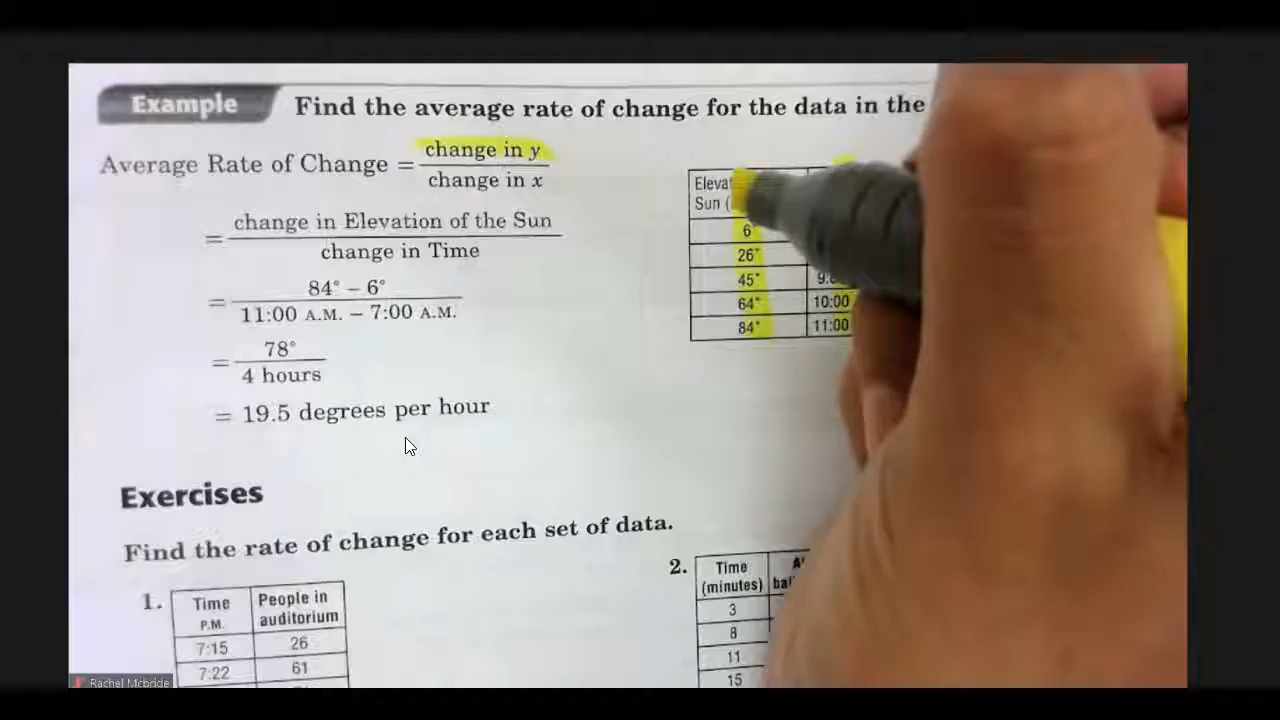 Example Find the average rate of change for the data in the
Average Rate of Change = change in y
change in x
= change in Elevation of the Sun
change in Time
= 84° – 6°
11:00 A.M. – 7:00 A.M.
= 78°
4 hours
= 19.5 degrees per hour
Sun (
6°
26°
45°
64° 10:00
84° 11:00
Exercises
Find the rate of change for each set of data.
1.
Time People in
P.M. auditorium
7:15 26
7:22 61
2.
Time
(minutes)
3
8
11
15
Rachel Mcbride